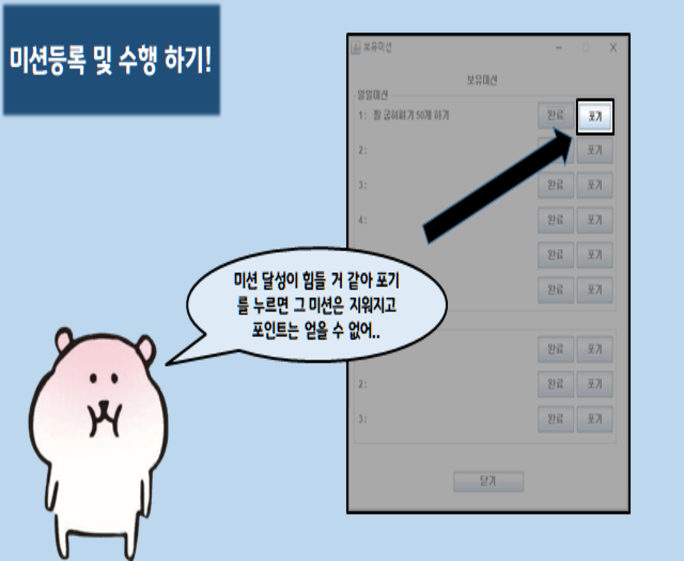 미션등록 및 수행 하기!
보유미션
보유미션
일일미션
1: 팔 굽혀펴기 50개 하기 완료 포기
2: 포기
3: 완료 포기
4: 완료 포기
완료 포기
완료 포기
미션 달성이 힘들 거 같아 포기
를 누르면 그 미션은 지워지고
포인트는 얻을 수 없어..
완료 포기
2: 완료 포기
3: 완료 포기
닫기